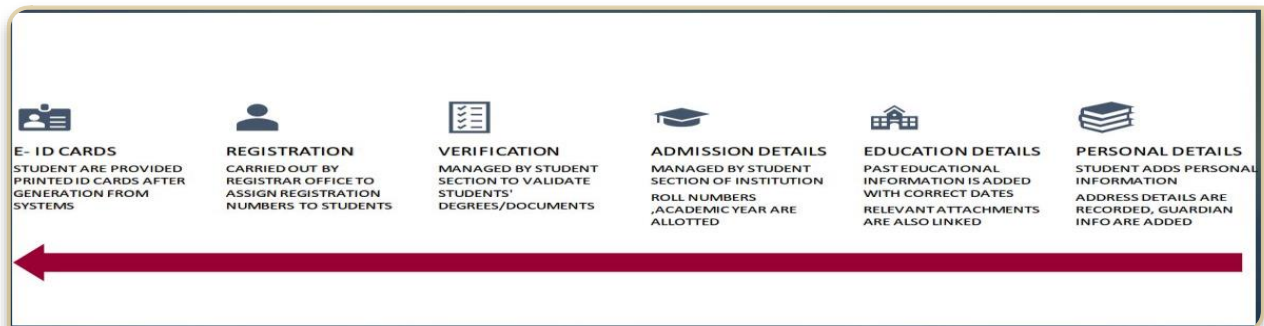 E- ID CARDS
STUDENT ARE PROVIDED
PRINTED ID CARDS AFTER
GENERATION FROM
SYSTEMS
REGISTRATION
CARRIED OUT BY
REGISTRAR OFFICE TO
ASSIGN REGISTRATION
NUMBERS TO STUDENTS
VERIFICATION
MANAGED BY STUDENT
SECTION TO VALIDATE
STUDENTS'
DEGREES/DOCUMENTS
ADMISSION DETAILS
MANAGED BY STUDENT
SECTION OF INSTITUTION
ROLL NUMBERS
,ACADEMIC YEAR ARE
ALLOTTED
EDUCATION DETAILS
PAST EDUCATIONAL
INFORMATION IS ADDED
WITH CORRECT DATES
RELEVANT ATTACHMENTS
ARE ALSO LINKED
PERSONAL DETAILS
STUDENT ADDS PERSONAL
INFORMATION
ADDRESS DETAILS ARE
RECORDED, GUARDIAN
INFO ARE ADDED